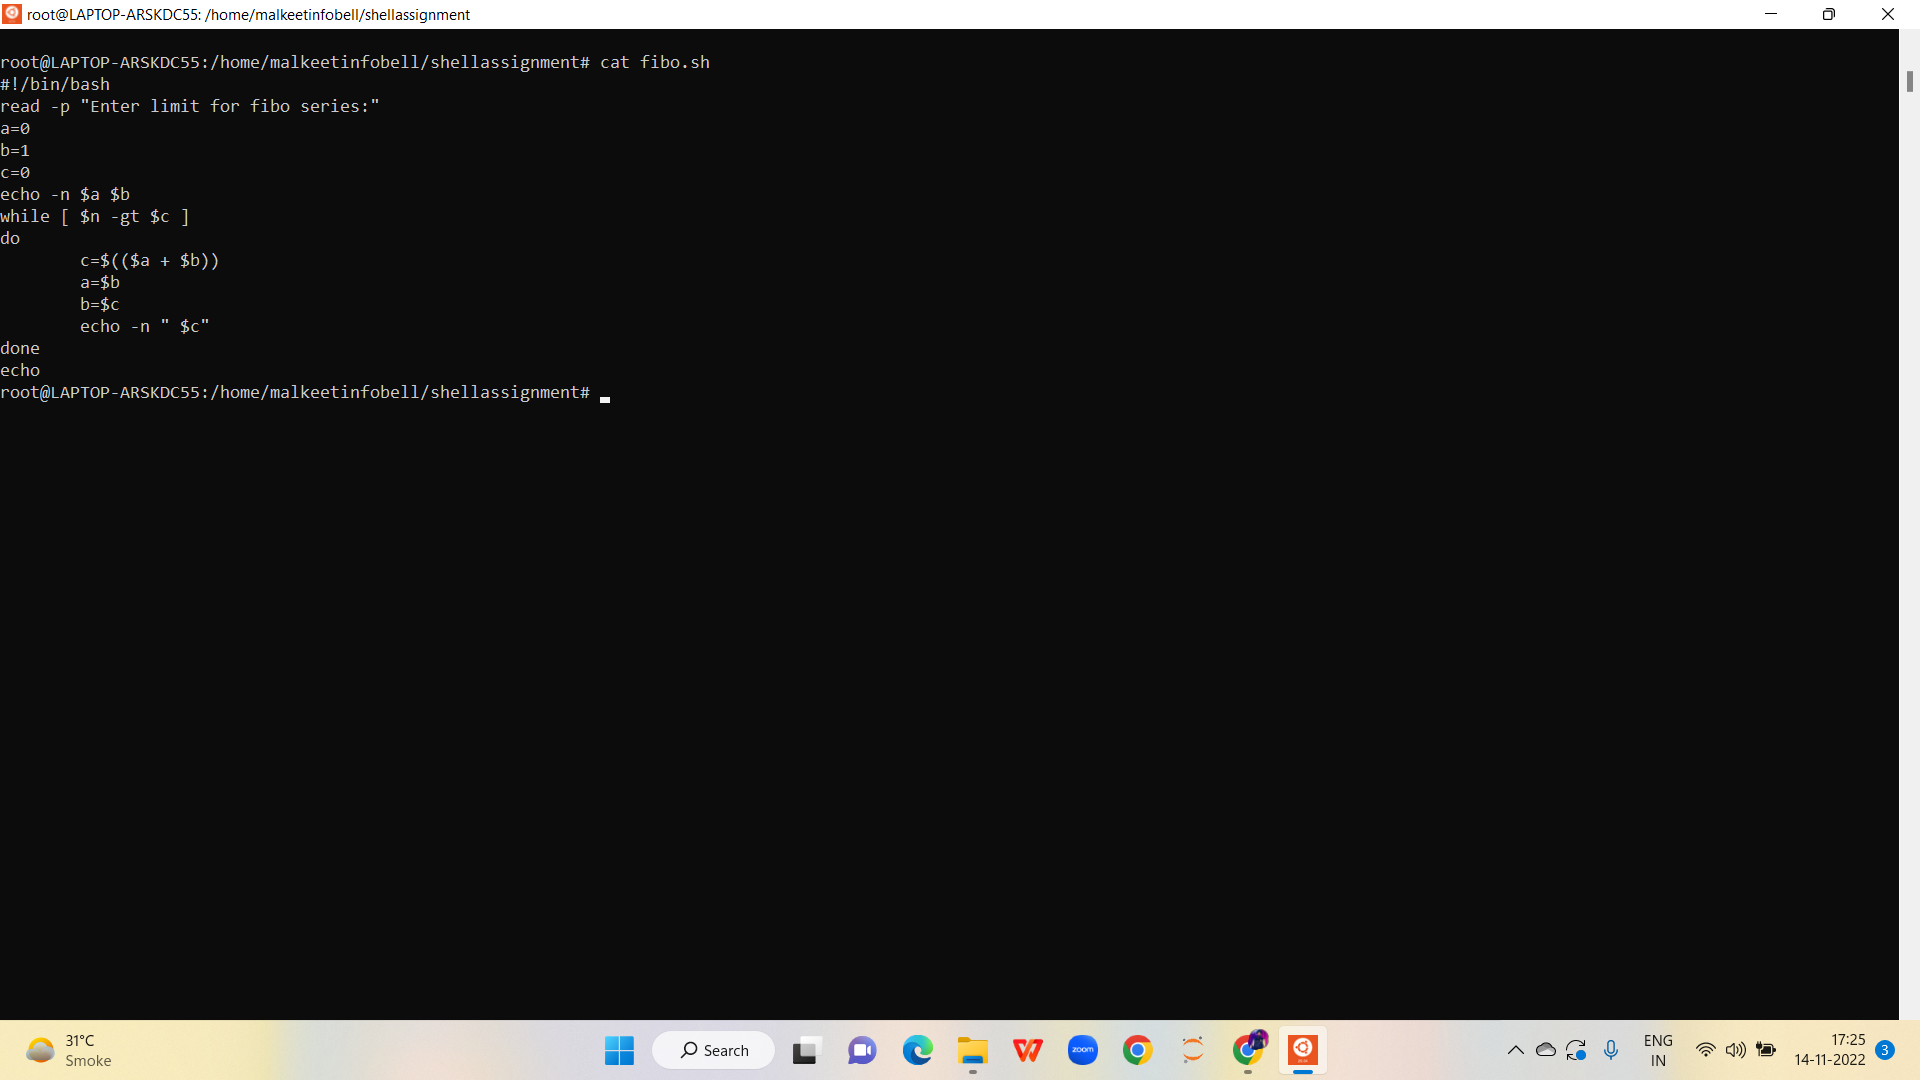 root@LAPTOP-ARSKDC55: /home/malkeetinfobell/shellassignment
root@LAPTOP-ARSKDC55:/home/malkeetinfobell/shellassignment# cat fibo.sh
#!/bin/bash
read -p "Enter limit for fibo series:"
a=0
b=1
c=0
echo -n $a $b
while [ $n -gt $c ]
do
        c=$(($a + $b))
        a=$b
        b=$c
        echo -n " $c"
done
echo
root@LAPTOP-ARSKDC55:/home/malkeetinfobell/shellassignment#
31°C
Smoke
Search
zoom
ENG
IN
17:25
14-11-2022
3